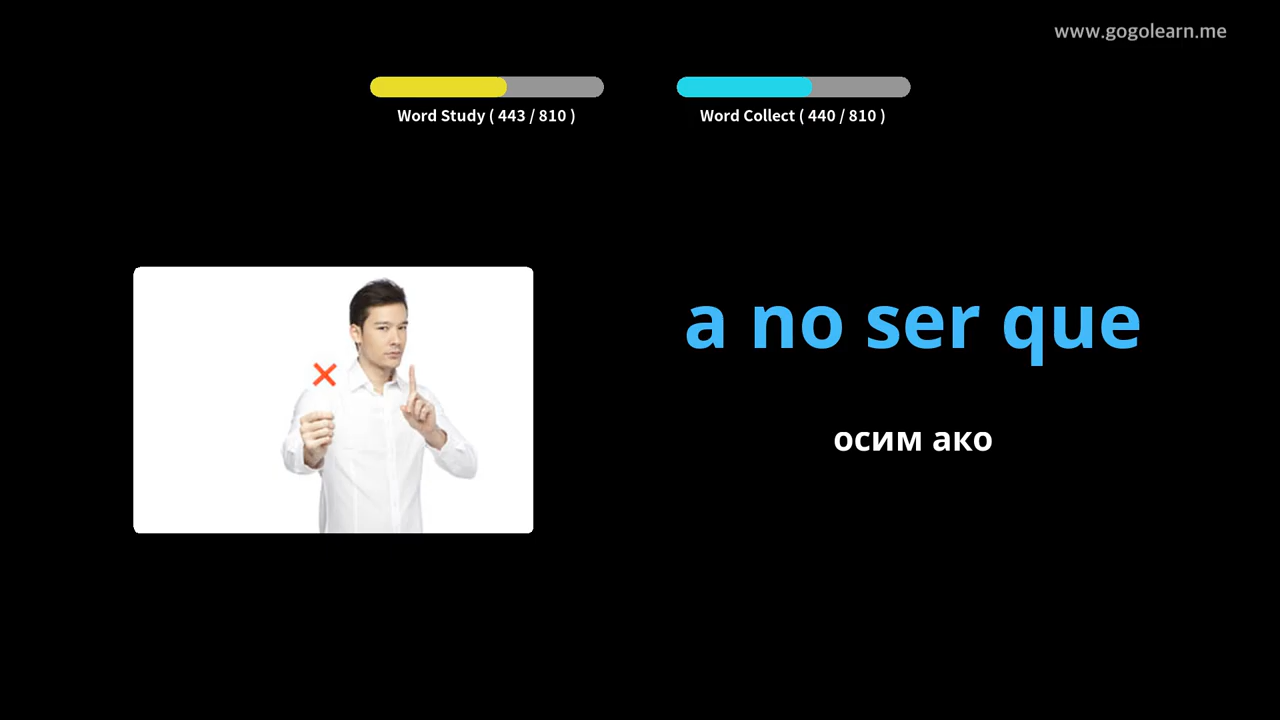 www.gogolearn.me
Word Study ( 443 / 810 )
Word Collect ( 440 / 810 )
a no ser que
осим ако